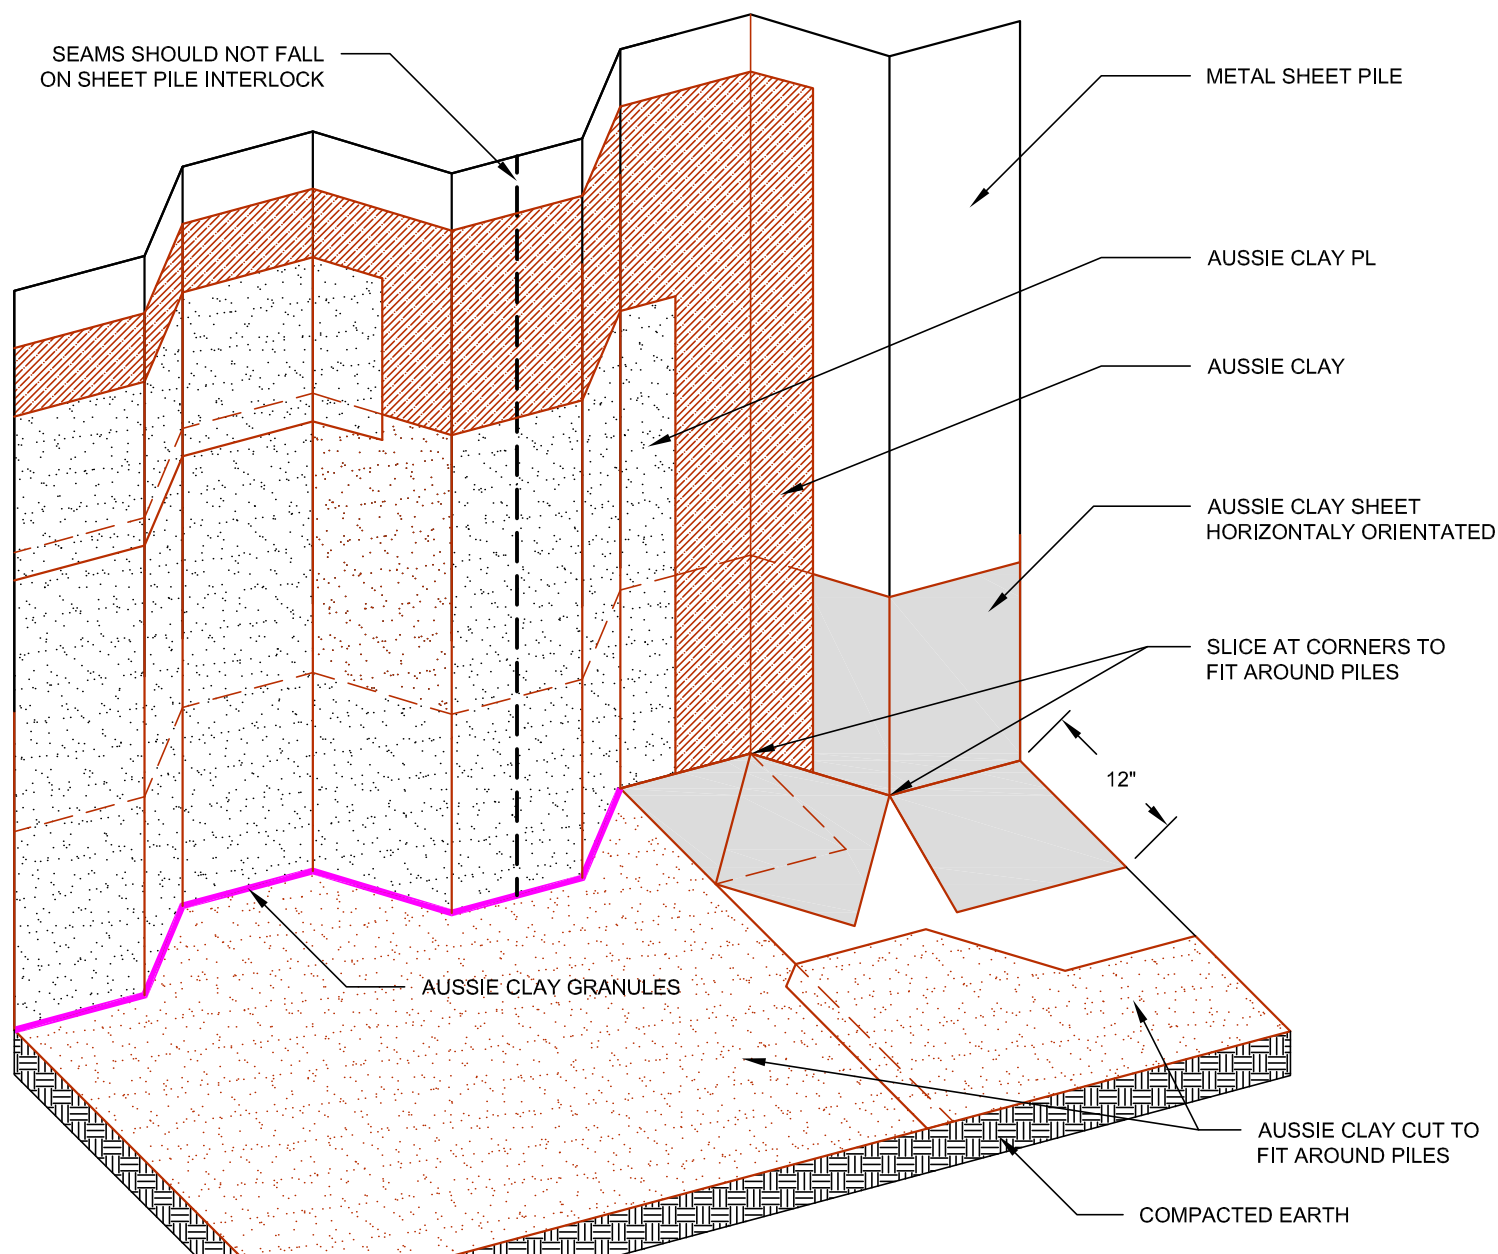 SEAMS SHOULD NOT FALL
ON SHEET PILE INTERLOCK
METAL SHEET PILE
AUSSIE CLAY PL
AUSSIE CLAY
AUSSIE CLAY SHEET
HORIZONTALY ORIENTATED
SLICE AT CORNERS TO
FIT AROUND PILES
12"
AUSSIE CLAY GRANULES
AUSSIE CLAY CUT TO
FIT AROUND PILES
COMPACTED EARTH